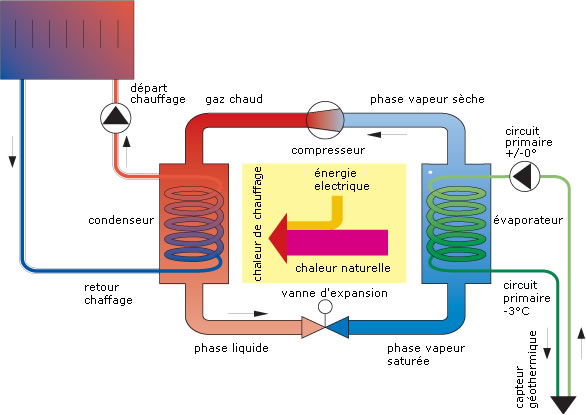 départ
chauffage
gaz chaud
phase vapeur sèche
compresseur
circuit
primaire
+/-0°
énergie
electrique
chaleur de chauffage
condenseur
évaporateur
chaleur naturelle
retour
chaffage
vanne d'expansion
circuit
primaire
-3°C
phase liquide
phase vapeur
saturée
capteur
géothermique